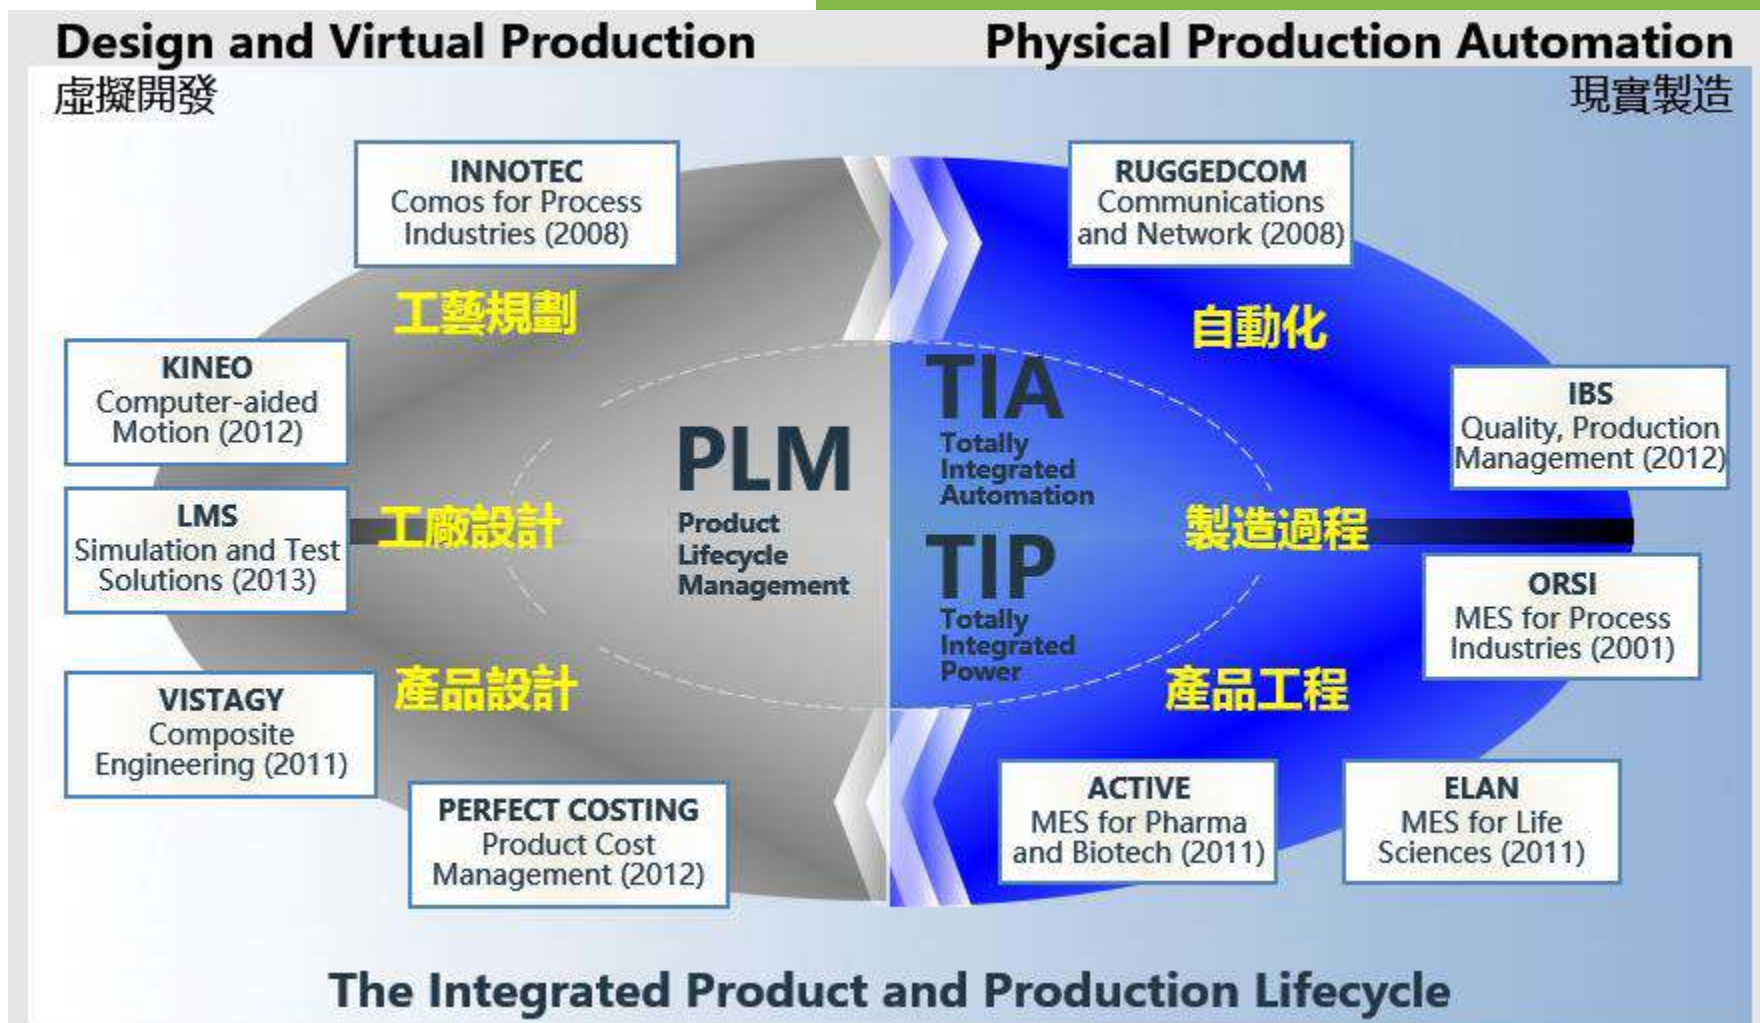 Design and Virtual Production
Physical Production Automation
虛擬開發
現實製造
INNOTEC
Comos for Process
Industries (2008)
RUGGEDCOM
Communications
and Network (2008)
工藝規劃
自動化
KINEO
Computer-aided
Motion (2012)
TIA
Totally
Integrated
Automation
IBS
Quality, Production
Management (2012)
PLM
Product
Lifecycle
Management
LMS
Simulation and Test
Solutions (2013)
工廠設計
製造過程
TIP
Totally
Integrated
Power
ORSI
MES for Process
Industries (2001)
VISTAGY
Composite
Engineering (2011)
產品設計
產品工程
PERFECT COSTING
Product Cost
Management (2012)
ACTIVE
MES for Pharma
and Biotech (2011)
ELAN
MES for Life
Sciences (2011)
The Integrated Product and Production Lifecycle